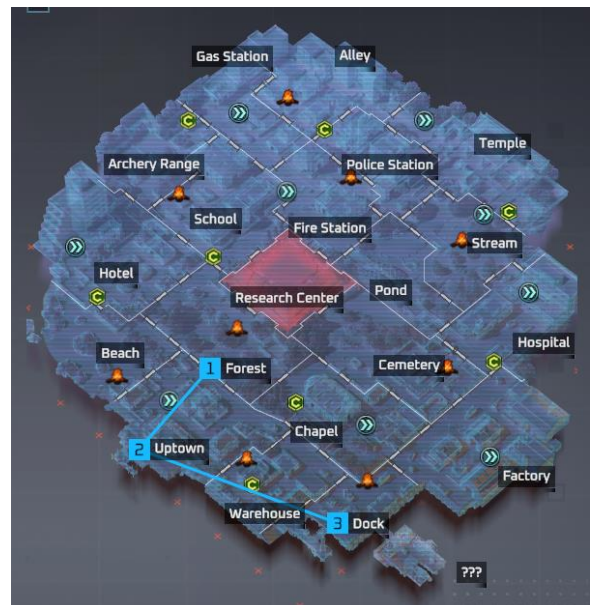 Gas Station
Alley
Temple
Archery Range
Police Station
School
Fire Station
Stream
Hotel
Research Center
Pond
Beach
1 Forest
Cemetery
Hospital
2 Uptown
Chapel
Factory
Warehouse
3 Dock
???
C
C
C
C
C
C
C
C